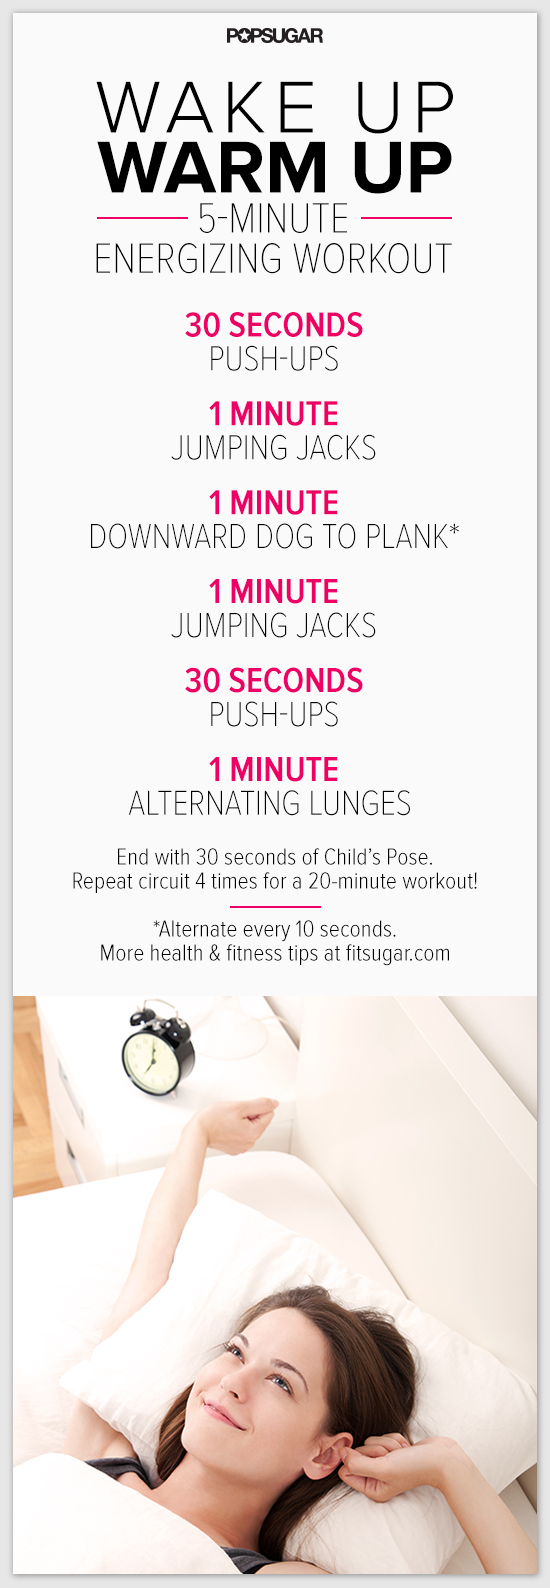 POPSUGAR
WAKE UP
WARM UP
5-MINUTE
ENERGIZING WORKOUT
30 SECONDS
PUSH-UPS
1 MINUTE
JUMPING JACKS
1 MINUTE
DOWNWARD DOG TO PLANK*
1 MINUTE
JUMPING JACKS
30 SECONDS
PUSH-UPS
1 MINUTE
ALTERNATING LUNGES
End with 30 seconds of Child's Pose.
Repeat circuit 4 times for a 20-minute workout!
*Alternate every 10 seconds.
More health & fitness tips at fitsugar.com